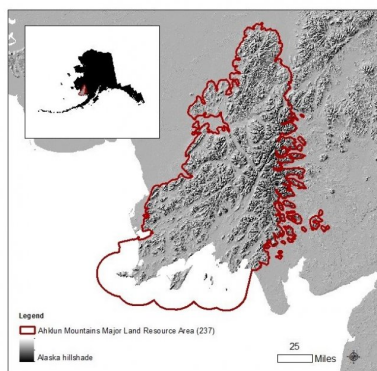 Legend
Ahklun Mountains Major Land Resource Area (237)
Alaska hillshade
25
Miles